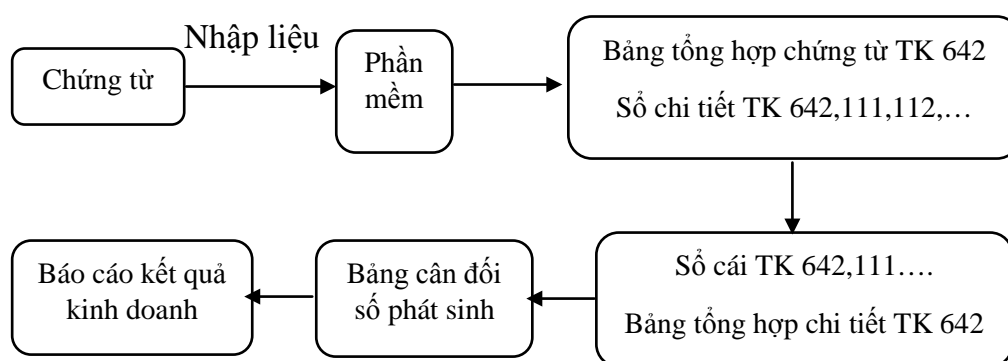 Nhập liệu
Chứng từ
Phần
mềm
Bảng tổng hợp chứng từ TK 642
Sổ chi tiết TK 642,111,112,…
Sổ cái TK 642,111….
Bảng tổng hợp chi tiết TK 642
Bảng cân đối
số phát sinh
Báo cáo kết quả
kinh doanh